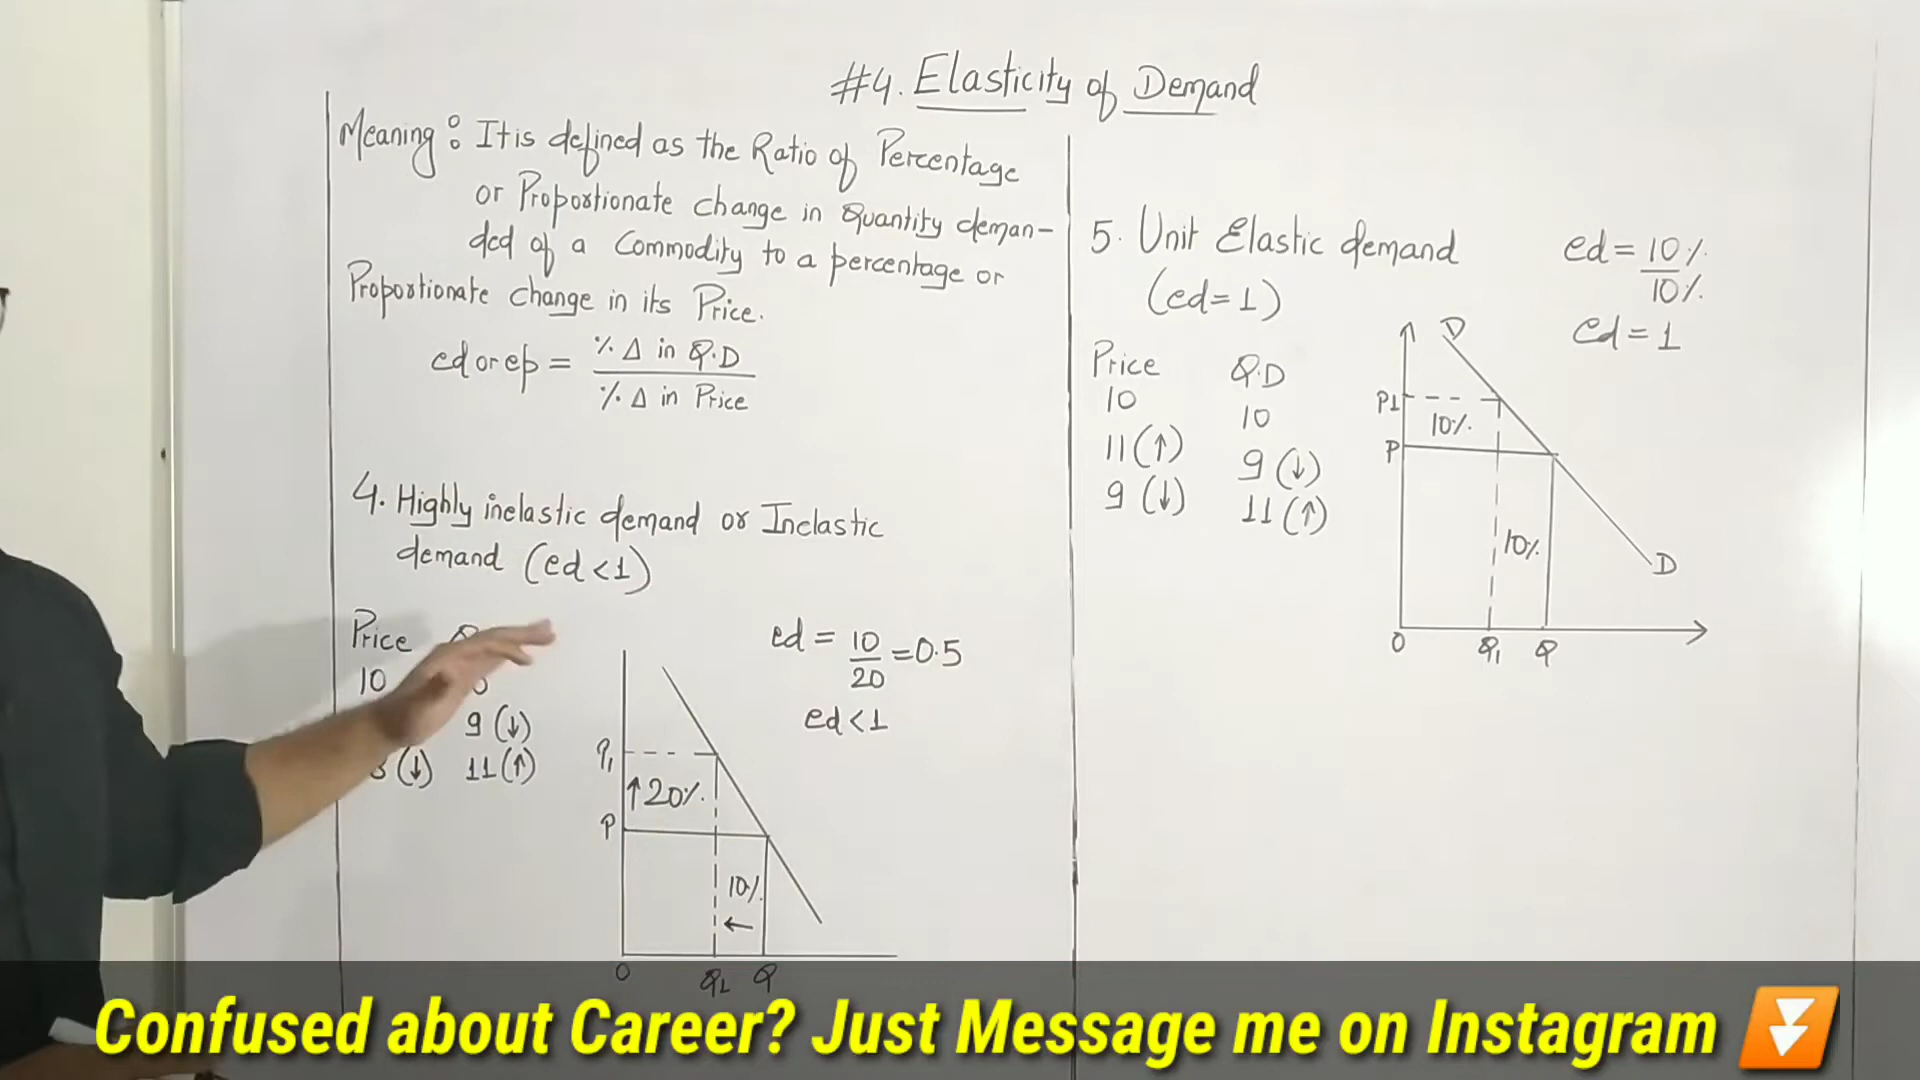 #4. Elasticity of Demand
Meaning: It is defined as the Ratio of Percentage
or Proportionate change in Quantity deman-
ded of a Commodity to a percentage or
Proportionate change in its Price.
ed or ep = % Δ in Q.D
% Δ in Price
4. Highly inelastic demand or Inelastic
demand (ed < 1)
Price
10
9 (↓)
8 (↓) 11 (↑)
ed = 10 = 0.5
20
ed < 1
P1
↑ 20%
P
10%
←
O Q1 Q
5. Unit Elastic demand
(ed = 1)
ed = 10%
10%
ed = 1
Price Q.D
10 10
11 (↑) 9 (↓)
9 (↓) 11 (↑)
D
P1
10%
P
10%
D
O Q1 Q
Confused about Career? Just Message me on Instagram